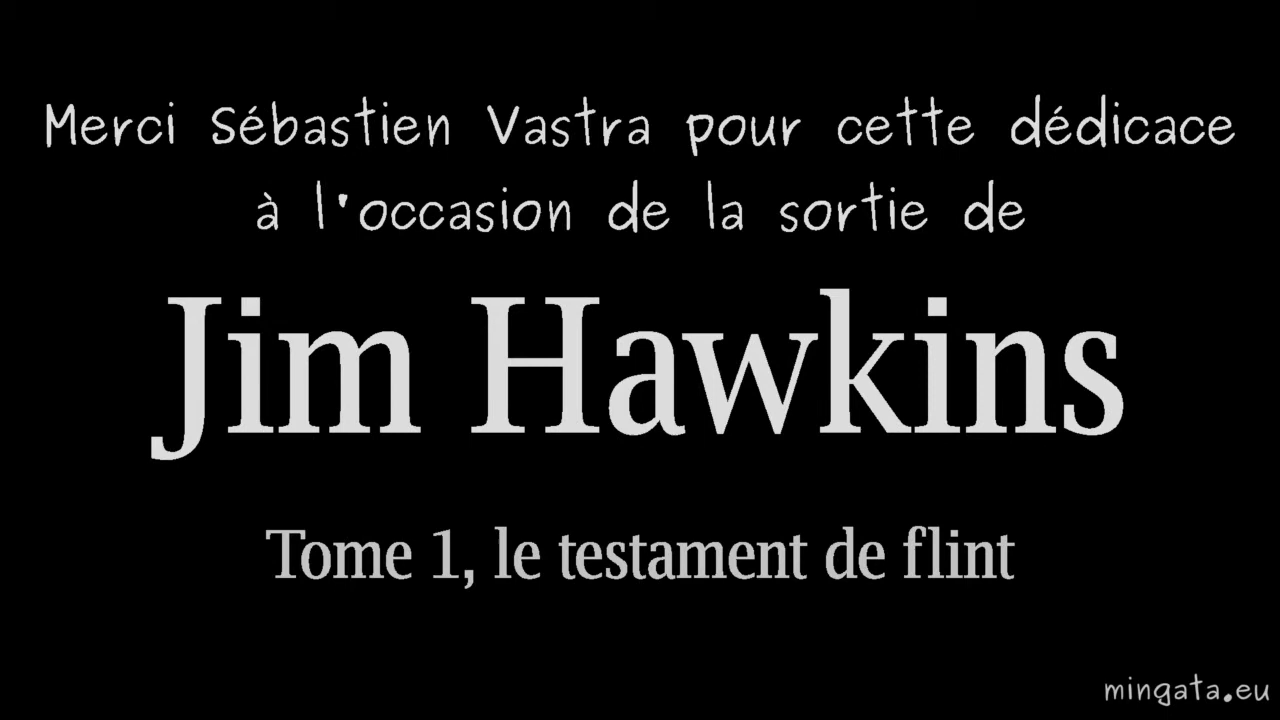 Merci Sébastien Vastra pour cette dédicace
à l'occasion de la sortie de
Jim Hawkins
Tome 1, le testament de flint
mingata.eu